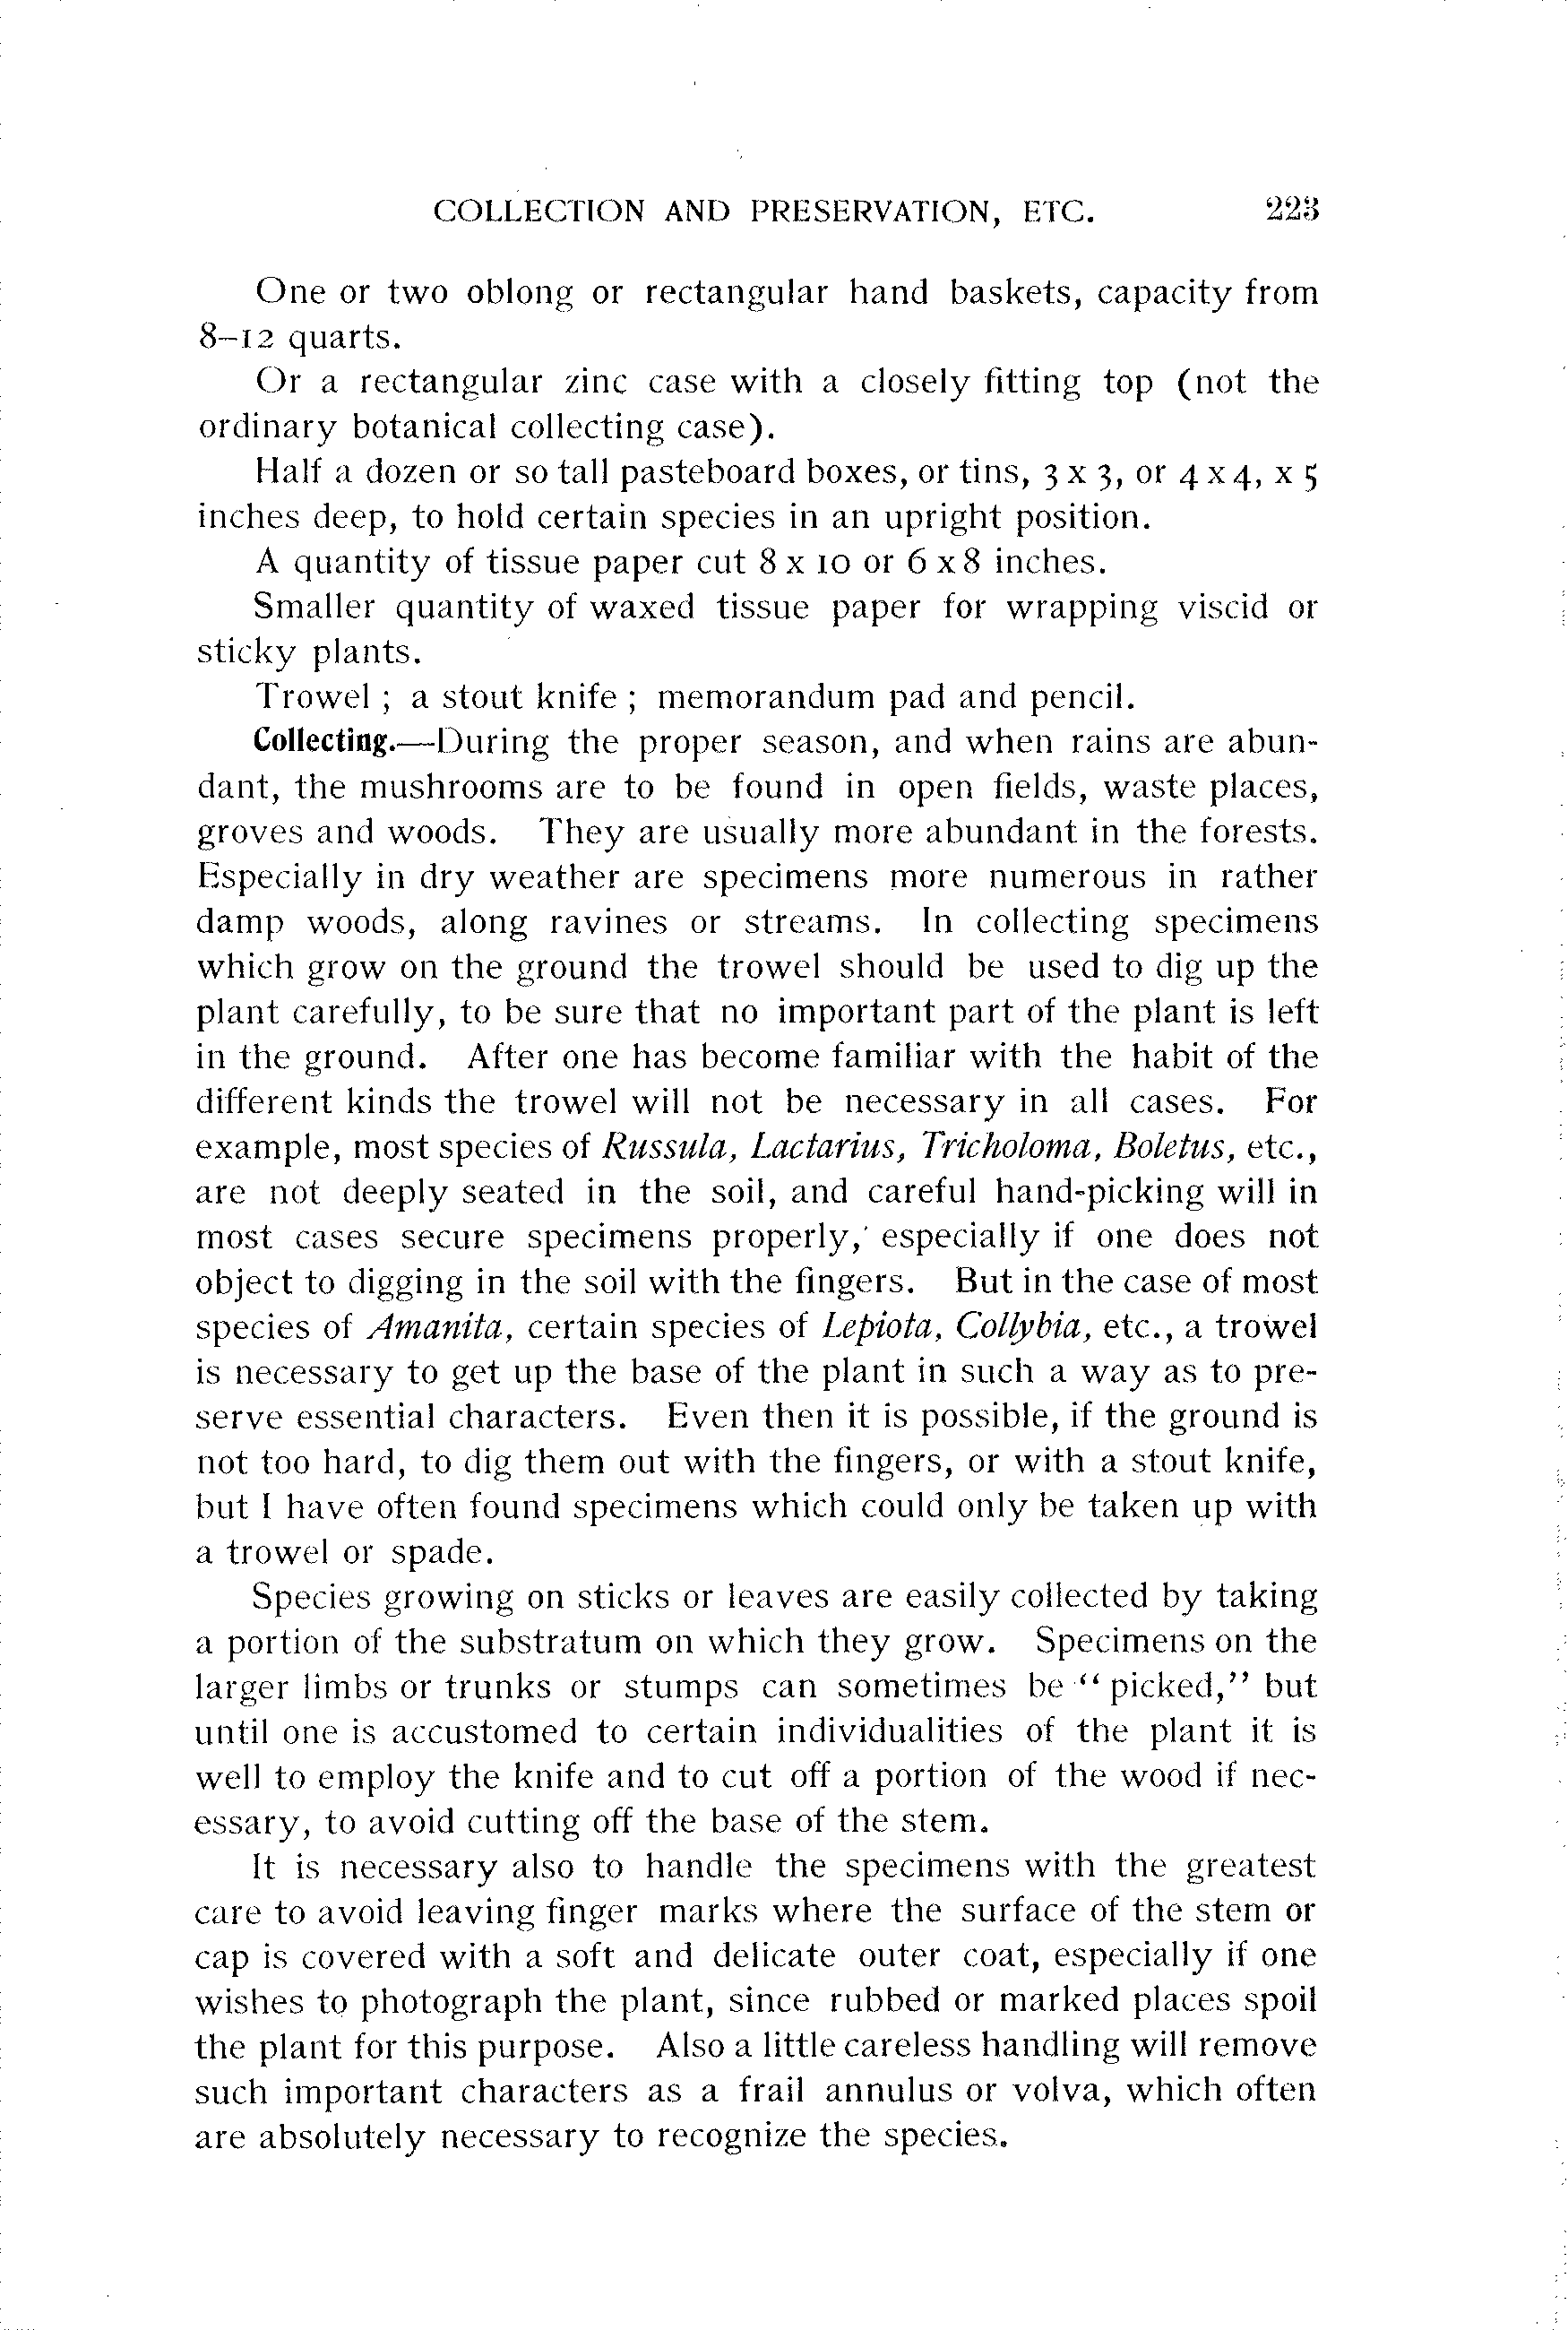 COLLECTION AND PRESERVATION, ETC. 223
One or two oblong or rectangular hand baskets, capacity from
8–12 quarts.
Or a rectangular zinc case with a closely fitting top (not the
ordinary botanical collecting case).
Half a dozen or so tall pasteboard boxes, or tins, 3 x 3, or 4 x 4, x 5
inches deep, to hold certain species in an upright position.
A quantity of tissue paper cut 8 x 10 or 6 x 8 inches.
Smaller quantity of waxed tissue paper for wrapping viscid or
sticky plants.
Trowel ; a stout knife ; memorandum pad and pencil.
Collecting.—During the proper season, and when rains are abun-
dant, the mushrooms are to be found in open fields, waste places,
groves and woods. They are usually more abundant in the forests.
Especially in dry weather are specimens more numerous in rather
damp woods, along ravines or streams. In collecting specimens
which grow on the ground the trowel should be used to dig up the
plant carefully, to be sure that no important part of the plant is left
in the ground. After one has become familiar with the habit of the
different kinds the trowel will not be necessary in all cases. For
example, most species of Russula, Lactarius, Tricholoma, Boletus, etc.,
are not deeply seated in the soil, and careful hand-picking will in
most cases secure specimens properly, especially if one does not
object to digging in the soil with the fingers. But in the case of most
species of Amanita, certain species of Lepiota, Collybia, etc., a trowel
is necessary to get up the base of the plant in such a way as to pre-
serve essential characters. Even then it is possible, if the ground is
not too hard, to dig them out with the fingers, or with a stout knife,
but I have often found specimens which could only be taken up with
a trowel or spade.
Species growing on sticks or leaves are easily collected by taking
a portion of the substratum on which they grow. Specimens on the
larger limbs or trunks or stumps can sometimes be “ picked,” but
until one is accustomed to certain individualities of the plant it is
well to employ the knife and to cut off a portion of the wood if nec-
essary, to avoid cutting off the base of the stem.
It is necessary also to handle the specimens with the greatest
care to avoid leaving finger marks where the surface of the stem or
cap is covered with a soft and delicate outer coat, especially if one
wishes to photograph the plant, since rubbed or marked places spoil
the plant for this purpose. Also a little careless handling will remove
such important characters as a frail annulus or volva, which often
are absolutely necessary to recognize the species.